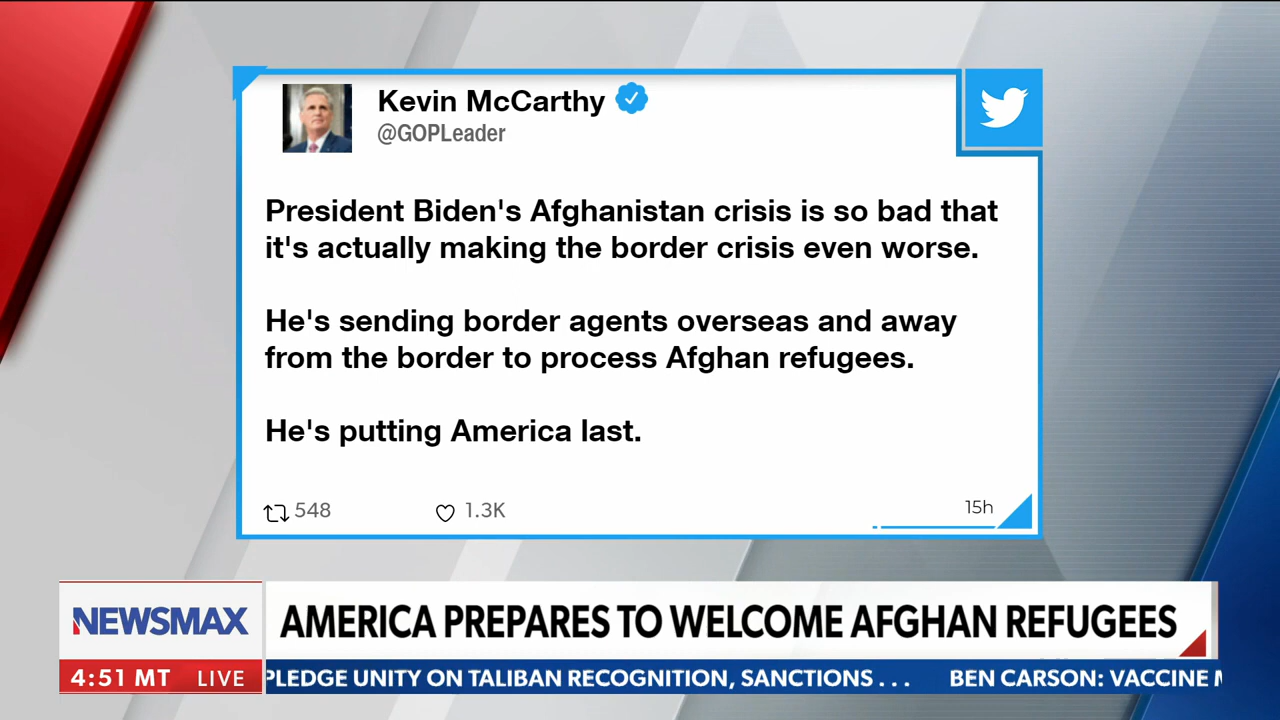 Kevin McCarthy
@GOPLeader
President Biden's Afghanistan crisis is so bad that
it's actually making the border crisis even worse.
He's sending border agents overseas and away
from the border to process Afghan refugees.
He's putting America last.
548 1.3K 15h
NEWSMAX
AMERICA PREPARES TO WELCOME AFGHAN REFUGEES
4:51 MT LIVE
PLEDGE UNITY ON TALIBAN RECOGNITION, SANCTIONS . . . BEN CARSON: VACCINE